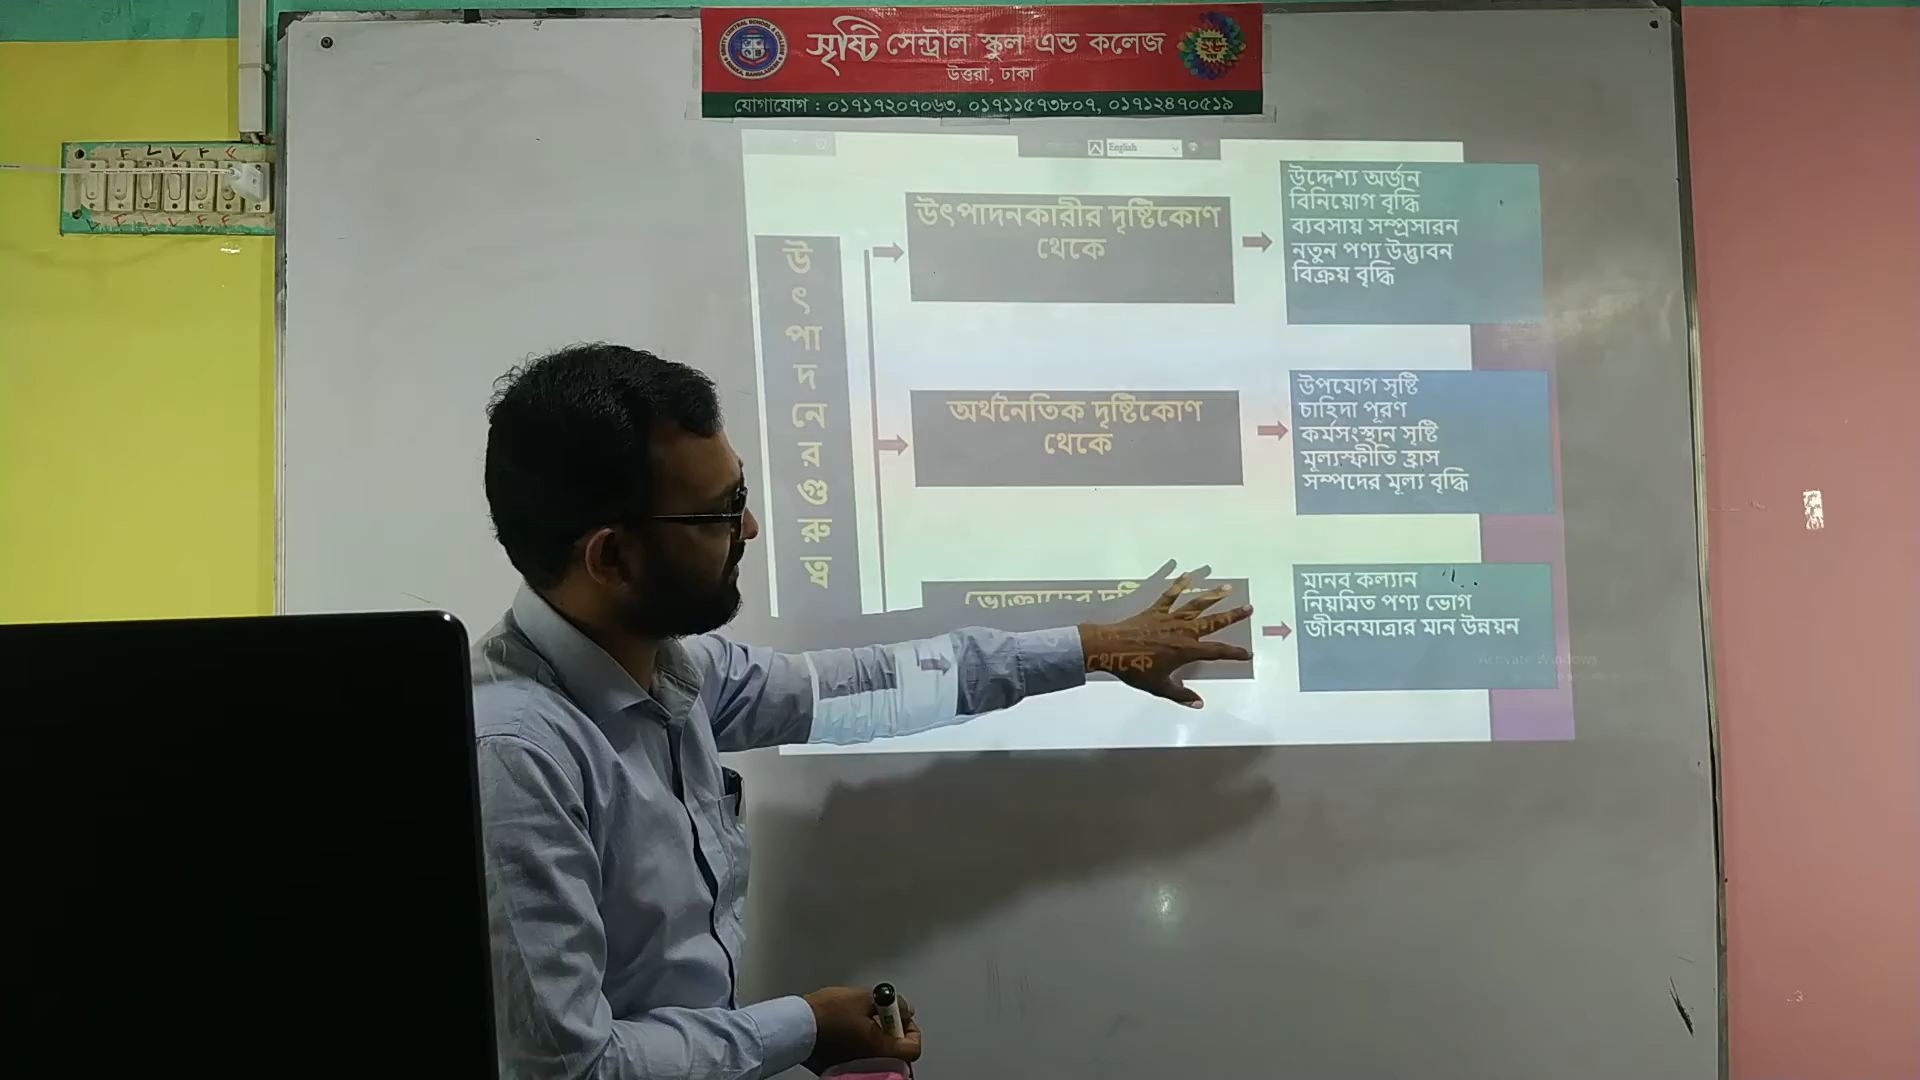 সৃষ্টি সেন্ট্রাল স্কুল এন্ড কলেজ
উত্তরা, ঢাকা
যোগাযোগ : ০১৭১৭২০৭০৬৩, ০১৭১১৫৭৩৮০৭, ০১৭১২৪৭০৫১৯
English
উৎপাদনের গুরুত্ব
উৎপাদনকারীর দৃষ্টিকোণ
থেকে
উদ্দেশ্য অর্জন
বিনিয়োগ বৃদ্ধি
ব্যবসায় সম্প্রসারন
নতুন পণ্য উদ্ভাবন
বিক্রয় বৃদ্ধি
অর্থনৈতিক দৃষ্টিকোণ
থেকে
উপযোগ সৃষ্টি
চাহিদা পূরণ
কর্মসংস্থান সৃষ্টি
মূল্যস্ফীতি হ্রাস
সম্পদের মূল্য বৃদ্ধি
ভোক্তাদের
থেকে
মানব কল্যান
নিয়মিত পণ্য ভোগ
জীবনযাত্রার মান উন্নয়ন
Activate Windows